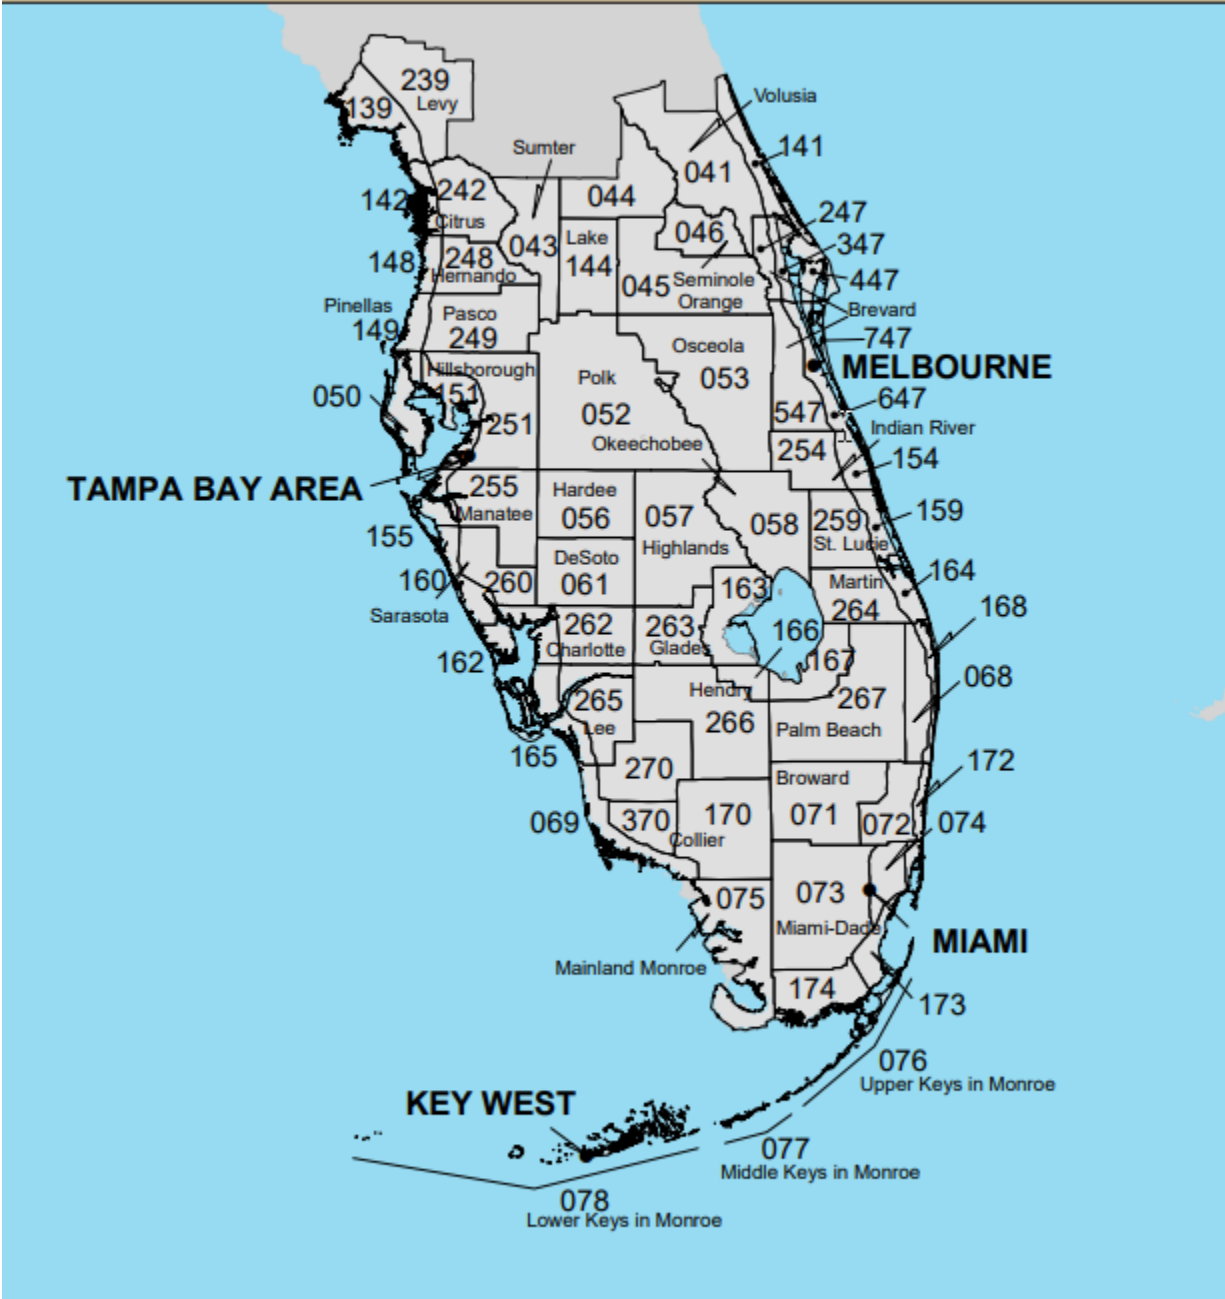 239
Levy
139
Volusia
141
Sumter
041
242
142
Citrus
044
247
046
043
Lake
347
148
248
Hernando
144
045
Seminole
447
Orange
Pinellas
149
Pasco
249
Brevard
747
Osceola
053
MELBOURNE
Hillsborough
Polk
050
151
052
547
647
251
Okeechobee
Indian River
254
154
TAMPA BAY AREA
255
Manatee
Hardee
056
057
Highlands
058
259
St. Lucie
159
155
DeSoto
061
160
260
163
Martin
264
164
Sarasota
262
Charlotte
263
Glades
166
168
162
167
068
265
Lee
Hendry
266
267
Palm Beach
165
270
Broward
172
069
370
170
071
072
074
Collier
075
073
Miami-Dade
MIAMI
Mainland Monroe
174
173
076
Upper Keys in Monroe
KEY WEST
077
Middle Keys in Monroe
078
Lower Keys in Monroe